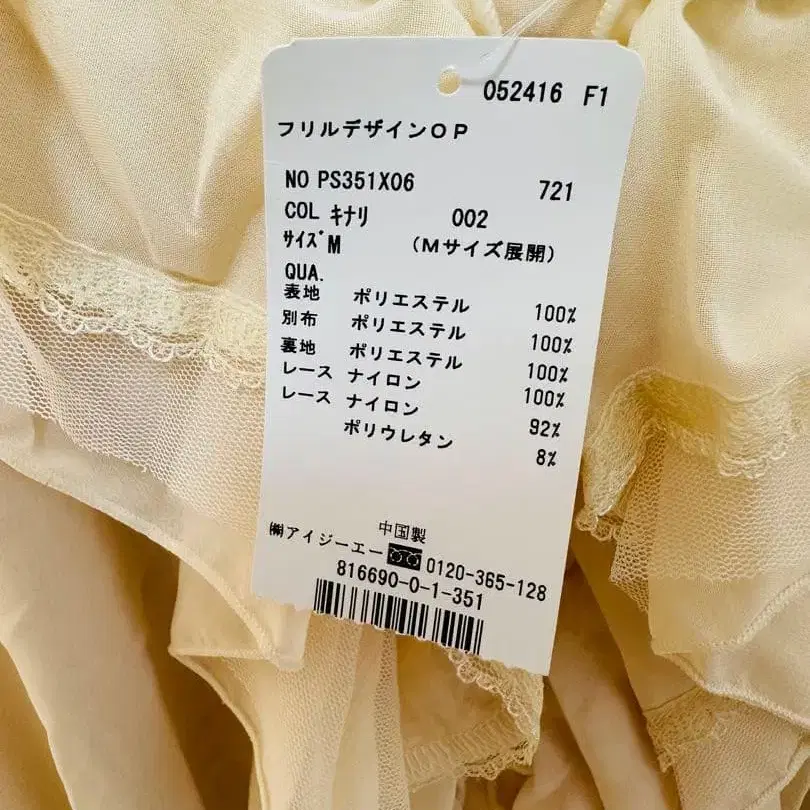 052416 F1
フリルデザインOP
NO PS351X06 721
COL キナリ 002
サイズ M (Mサイズ展開)
QUA.
表地 ポリエステル 100%
別布 ポリエステル 100%
裏地 ポリエステル 100%
レース ナイロン 100%
レース ナイロン 92%
ポリウレタン 8%
中国製
㈱アイジーエー 0120-365-128
816690-0-1-351